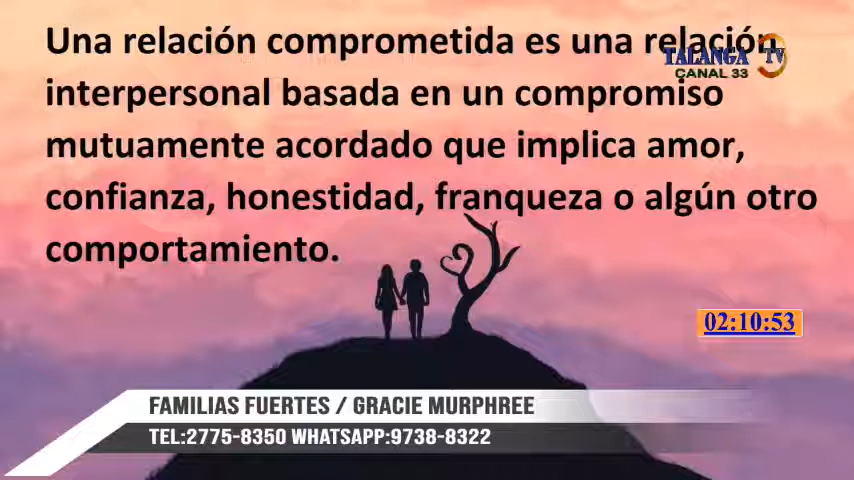 Una relación comprometida es una relación
interpersonal basada en un compromiso
mutuamente acordado que implica amor,
confianza, honestidad, franqueza o algún otro
comportamiento.
TALANGA TV
CANAL 33
02:10:53
FAMILIAS FUERTES / GRACIE MURPHREE
TEL:2775-8350 WHATSAPP:9738-8322